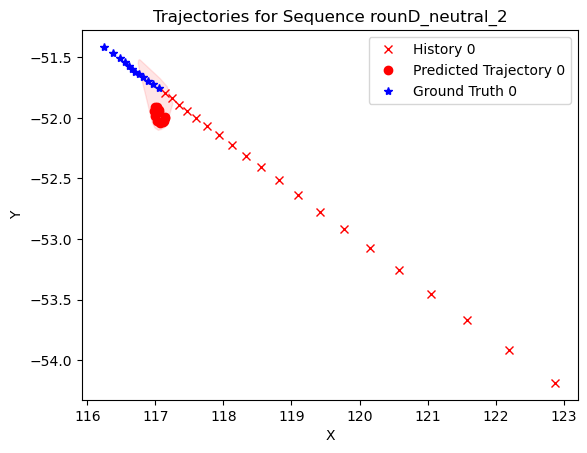 Trajectories for Sequence rounD_neutral_2
History 0
Predicted Trajectory 0
Ground Truth 0
−51.5
−52.0
−52.5
−53.0
−53.5
−54.0
Y
116 117 118 119 120 121 122 123
X